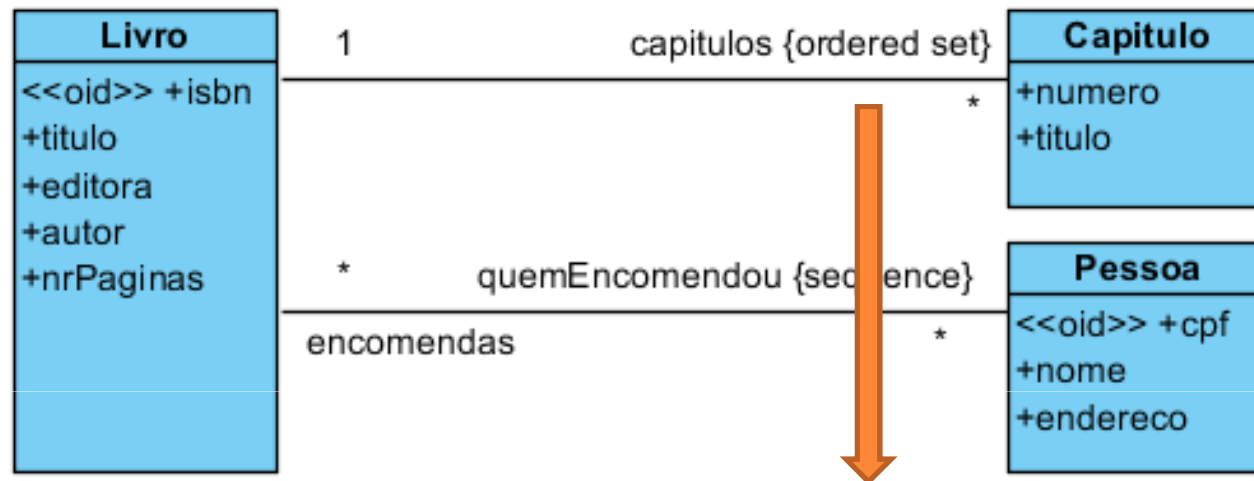 Livro
<<oid>> +isbn
+titulo
+editora
+autor
+nrPaginas
1
capitulos {ordered set}
*
Capitulo
+numero
+titulo
*
quemEncomendou {sequence}
encomendas
*
Pessoa
<<oid>> +cpf
+nome
+endereco